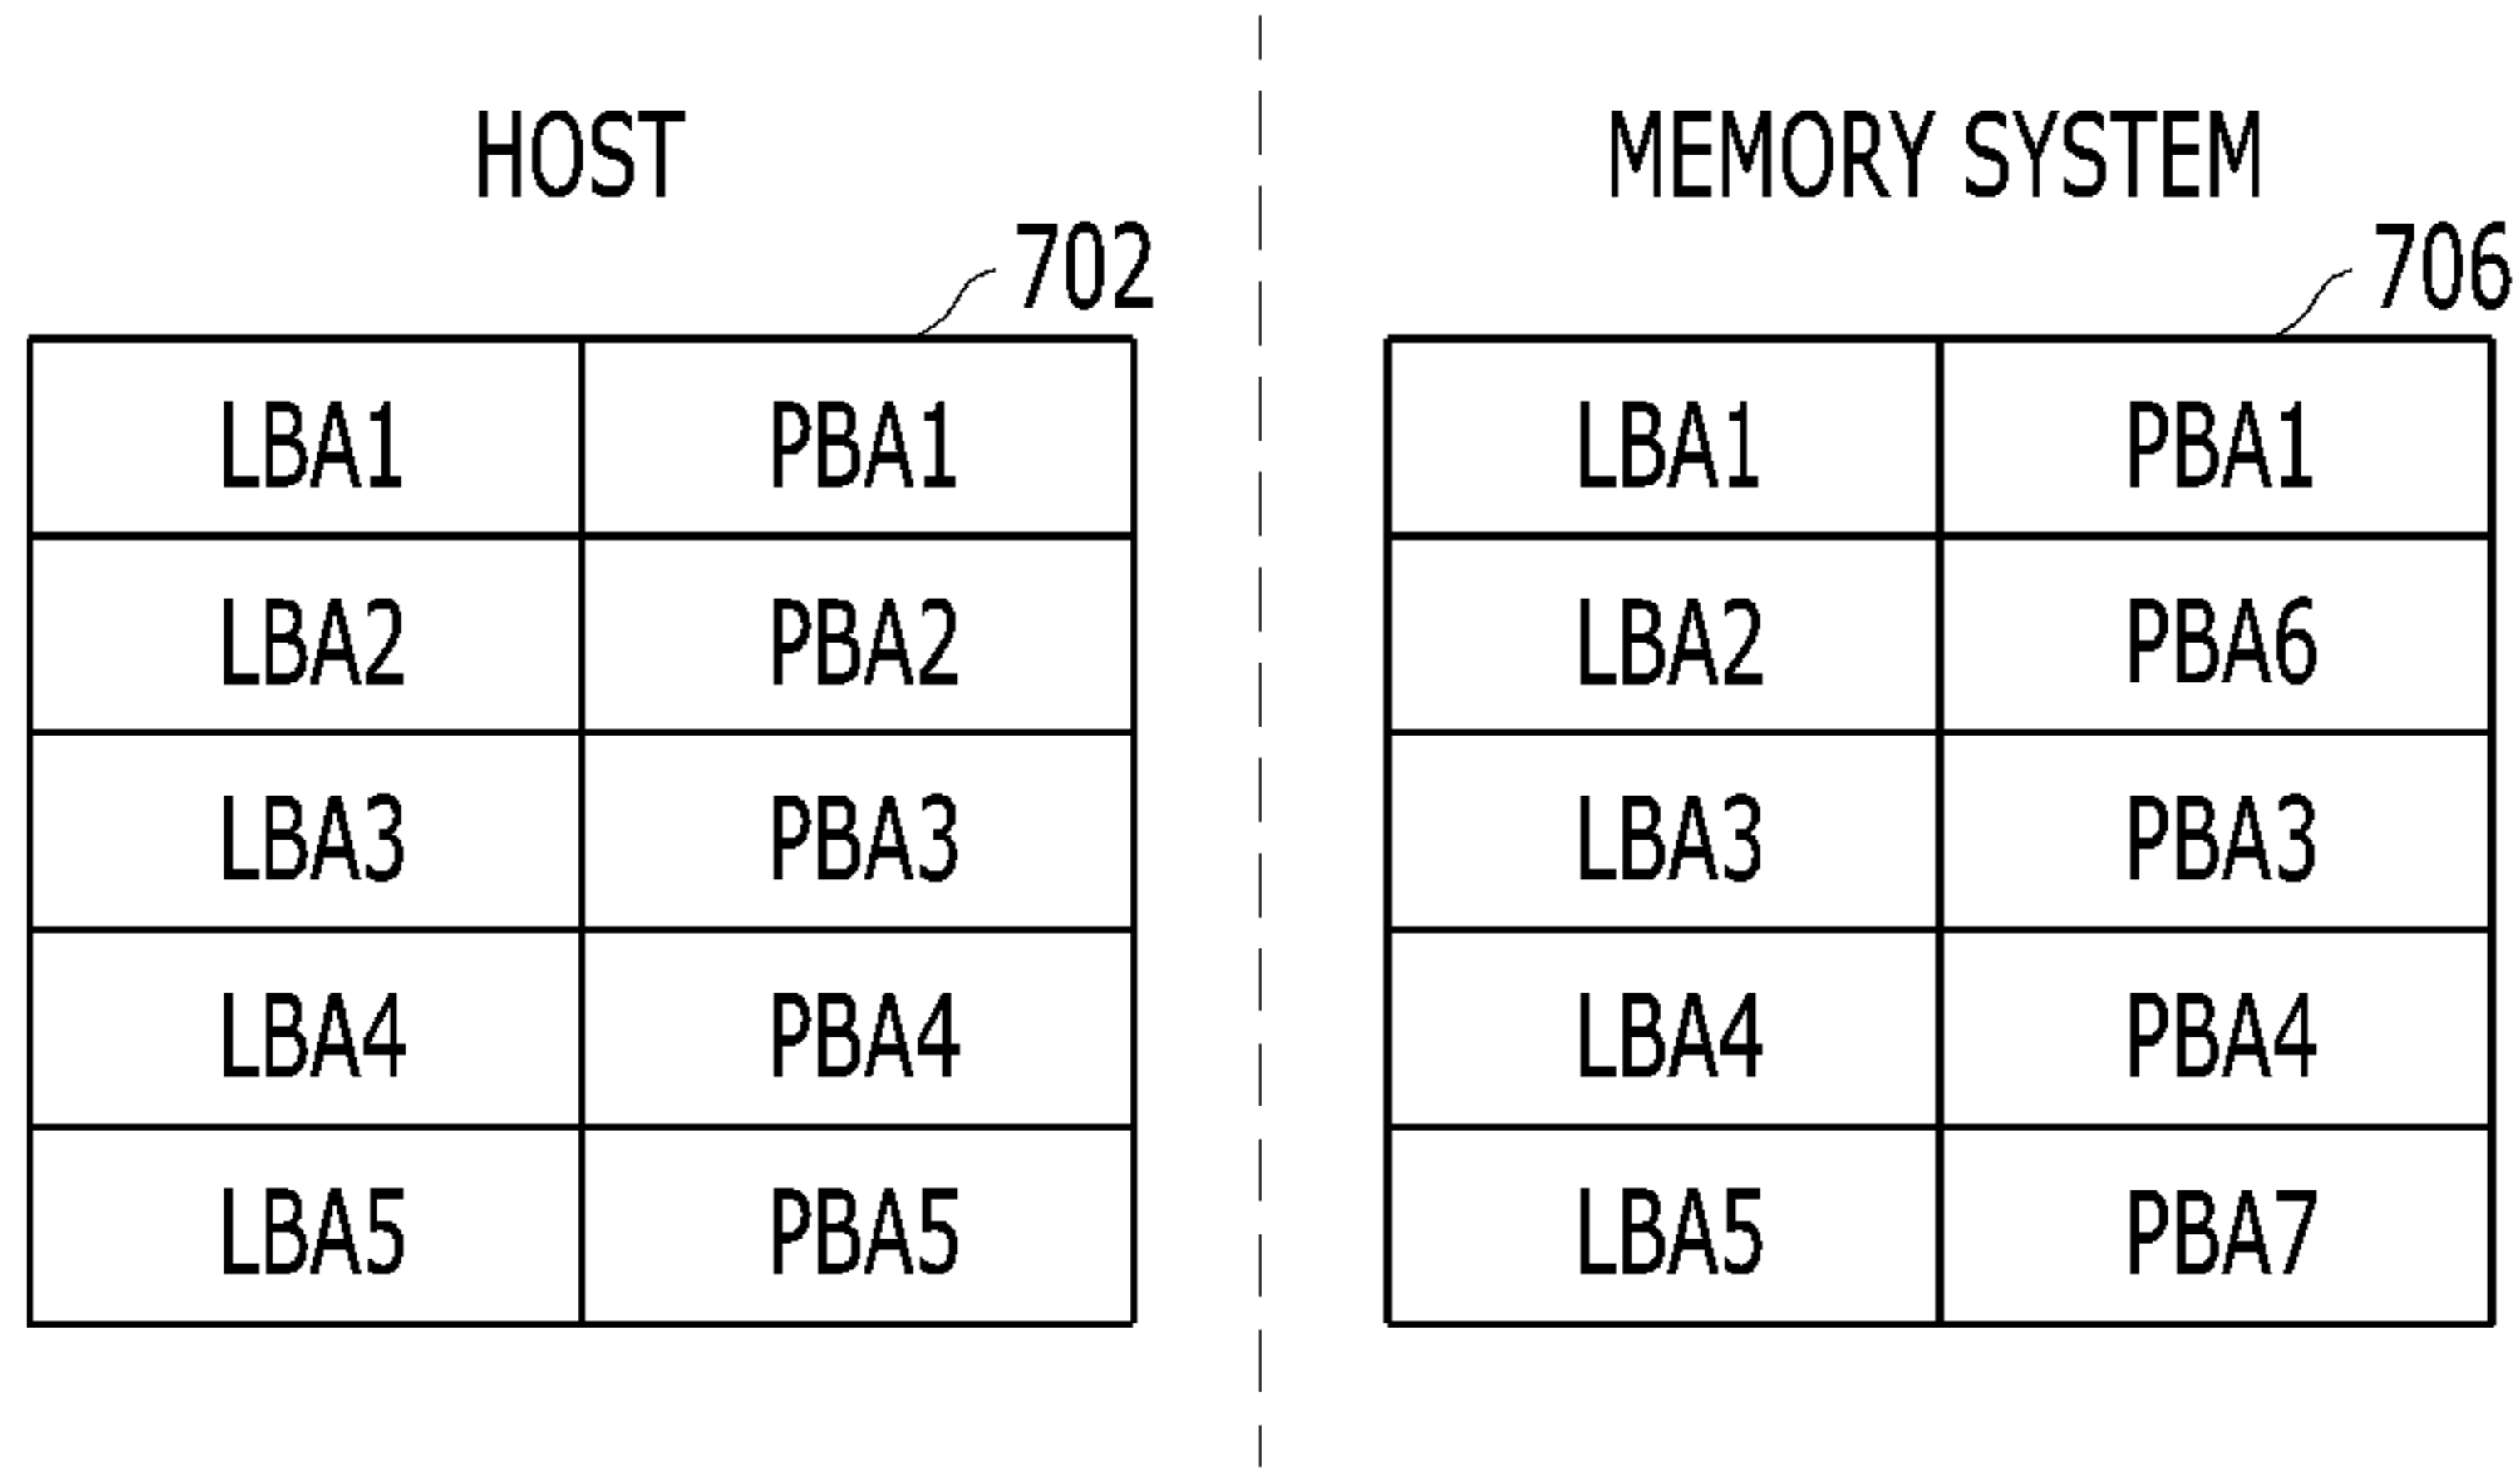 HOST
702
LBA1 PBA1
LBA2 PBA2
LBA3 PBA3
LBA4 PBA4
LBA5 PBA5
MEMORY SYSTEM
706
LBA1 PBA1
LBA2 PBA6
LBA3 PBA3
LBA4 PBA4
LBA5 PBA7